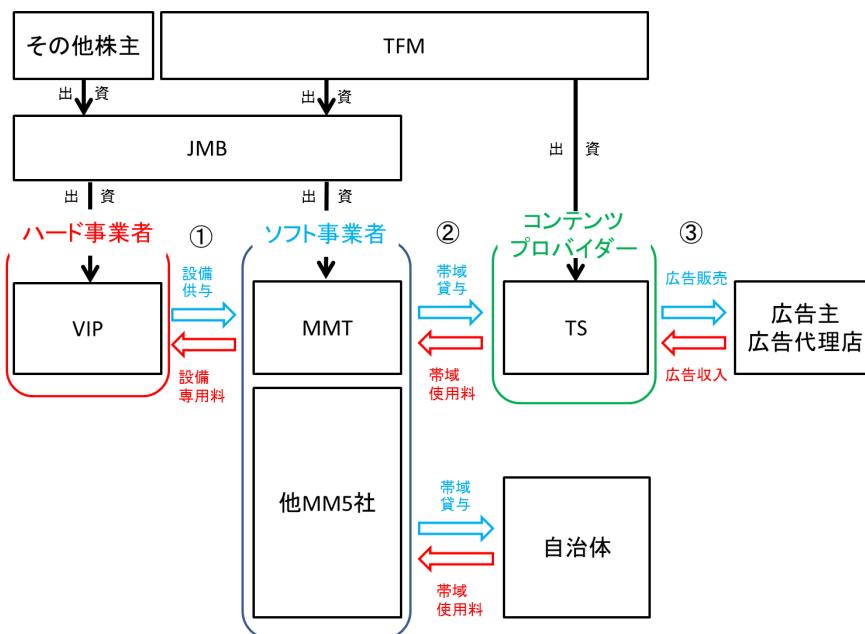 その他株主
TFM
出 資
出 資
JMB
出 資
出 資
出 資
ハード事業者
①
ソフト事業者
②
コンテンツ
プロバイダー
③
設備
供与
帯域
貸与
広告販売
VIP
MMT
TS
広告主
広告代理店
設備
専用料
帯域
使用料
広告収入
他MM5社
帯域
貸与
自治体
帯域
使用料